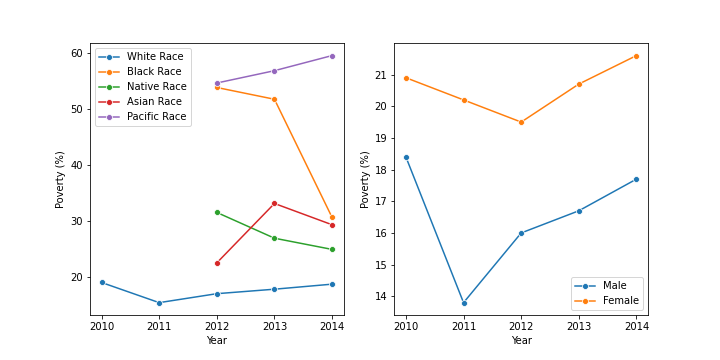 60
50
40
30
20
Poverty (%)
2010 2011 2012 2013 2014
Year
White Race
Black Race
Native Race
Asian Race
Pacific Race
21
20
19
18
17
16
15
14
Poverty (%)
2010 2011 2012 2013 2014
Year
Male
Female